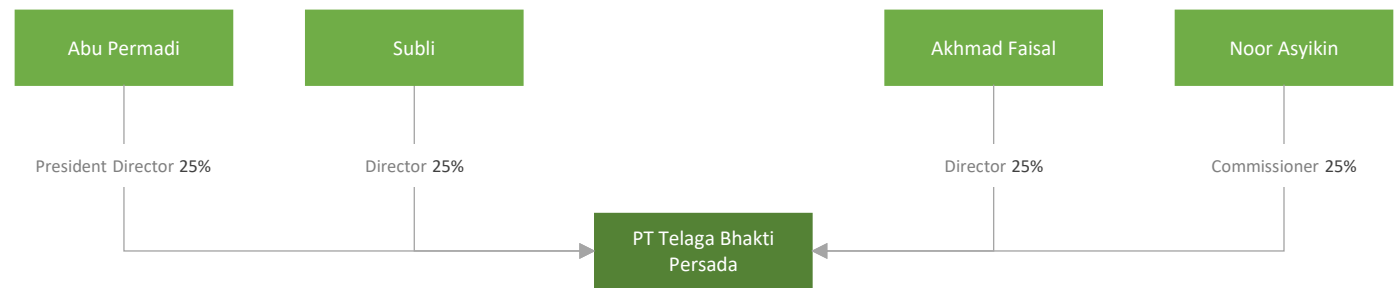 Abu Permadi
Subli
Akhmad Faisal
Noor Asyikin
President Director 25%
Director 25%
Director 25%
Commissioner 25%
PT Telaga Bhakti
Persada